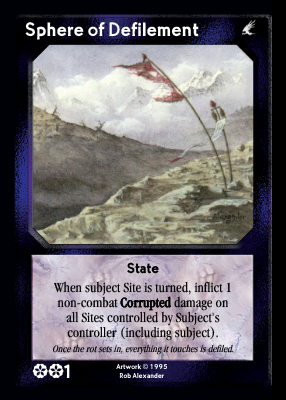 Sphere of Defilement
Alexander
State
When subject Site is turned, inflict 1
non-combat Corrupted damage on
all Sites controlled by Subject's
controller (including subject).
Once the rot sets in, everything it touches is defiled.
1
Artwork © 1995
Rob Alexander